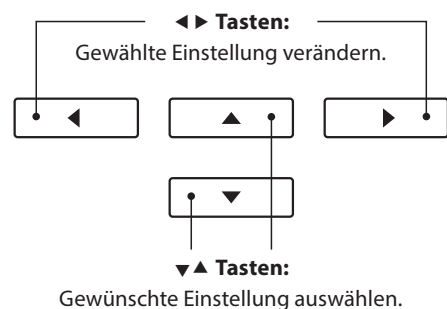 ◀ ▶ Tasten:
Gewählte Einstellung verändern.
◀ ▲ ▶
▼
▼ ▲ Tasten:
Gewünschte Einstellung auswählen.